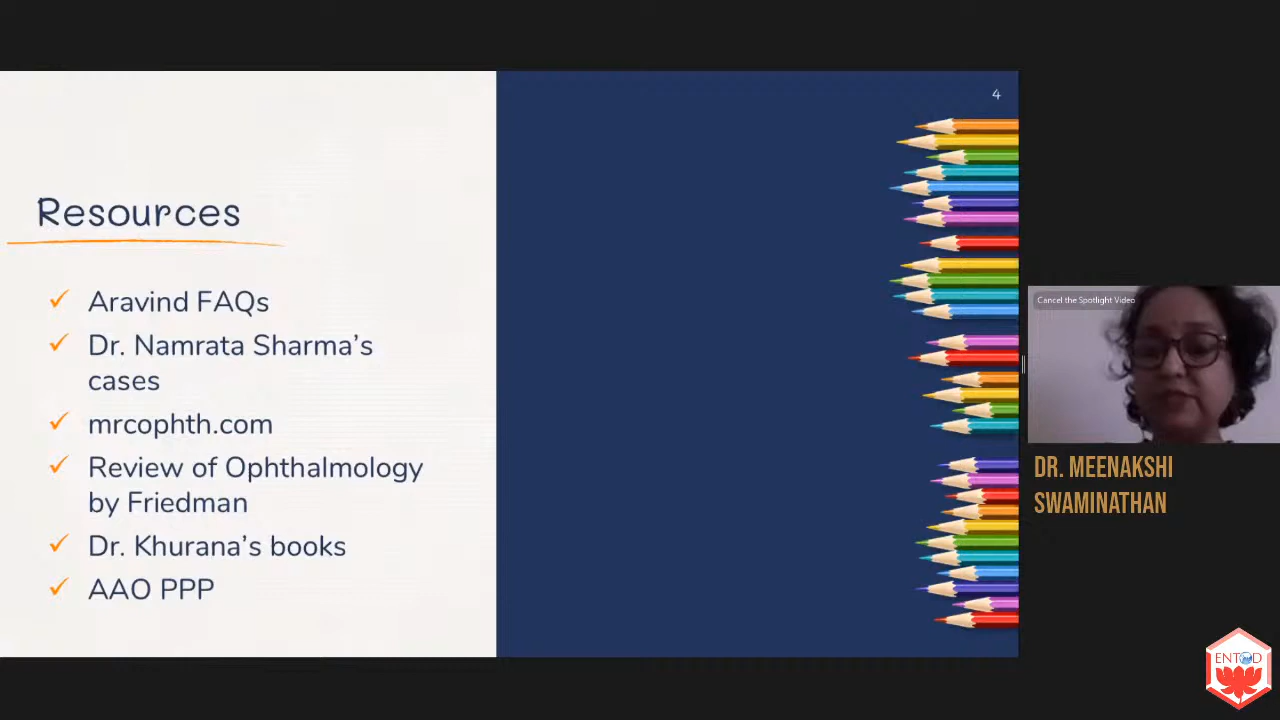 4
Resources
Aravind FAQs
Dr. Namrata Sharma's
cases
mrcophth.com
Review of Ophthalmology
by Friedman
Dr. Khurana's books
AAO PPP
Cancel the Spotlight Video
DR. MEENAKSHI
SWAMINATHAN
ENTOD